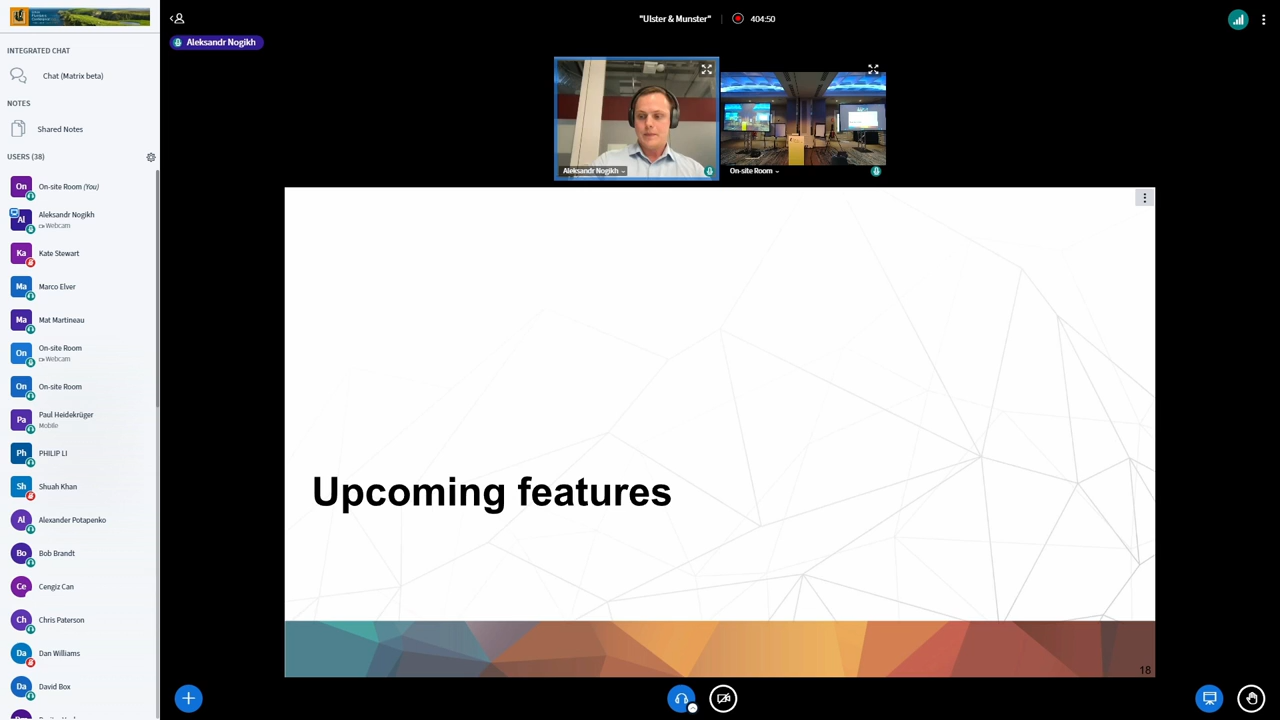 "Ulster & Munster"
404:50
INTEGRATED CHAT
Chat (Matrix beta)
NOTES
Shared Notes
USERS (38)
On
On-site Room (You)
Al
Aleksandr Nogikh
Webcam
Ka
Kate Stewart
Ma
Marco Elver
Ma
Mat Martineau
On
On-site Room
Webcam
On
On-site Room
Pa
Paul Heidekrüger
Mobile
Ph
PHILIP LI
Sh
Shuah Khan
Al
Alexander Potapenko
Bo
Bob Brandt
Ce
Cengiz Can
Ch
Chris Paterson
Da
Dan Williams
Da
David Box
Aleksandr Nogikh
Aleksandr Nogikh
On-site Room
Upcoming features
18